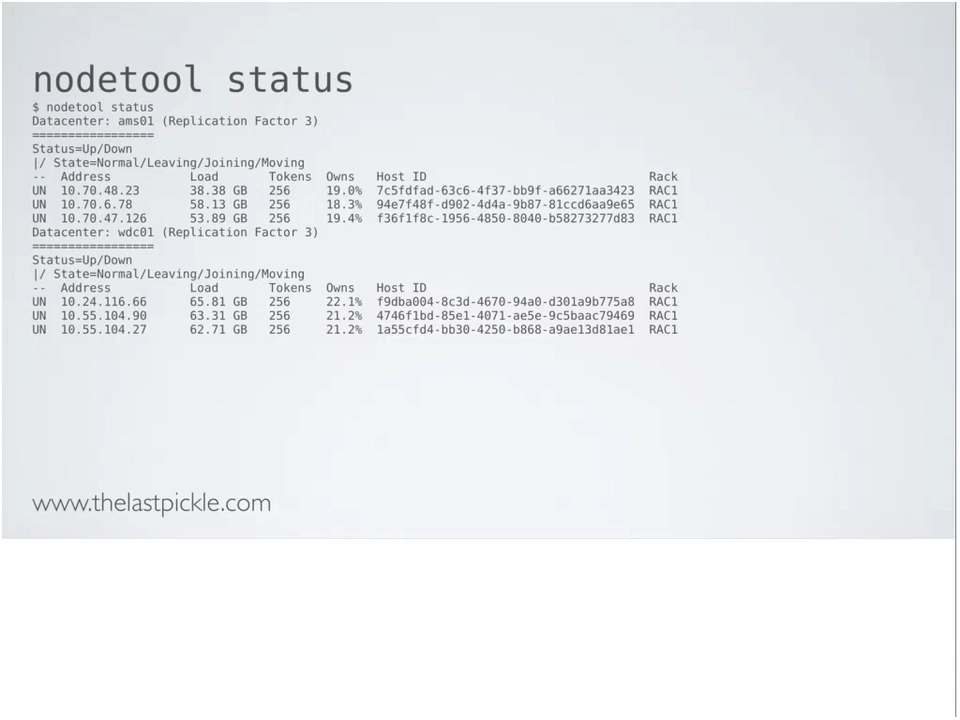 nodetool status
$ nodetool status
Datacenter: ams01 (Replication Factor 3)
=================
Status=Up/Down
|/ State=Normal/Leaving/Joining/Moving
--  Address           Load       Tokens  Owns   Host ID                               Rack
UN  10.70.48.23       38.38 GB   256     19.0%  7c5fdfad-63c6-4f37-bb9f-a66271aa3423  RAC1
UN  10.70.6.78        58.13 GB   256     18.3%  94e7f48f-d902-4d4a-9b87-81ccd6aa9e65  RAC1
UN  10.70.47.126      53.89 GB   256     19.4%  f36f1f8c-1956-4850-8040-b58273277d83  RAC1
Datacenter: wdc01 (Replication Factor 3)
=================
Status=Up/Down
|/ State=Normal/Leaving/Joining/Moving
--  Address           Load       Tokens  Owns   Host ID                               Rack
UN  10.24.116.66      65.81 GB   256     22.1%  f9dba004-8c3d-4670-94a0-d301a9b775a8  RAC1
UN  10.55.104.90      63.31 GB   256     21.2%  4746f1bd-85e1-4071-ae5e-9c5baac79469  RAC1
UN  10.55.104.27      62.71 GB   256     21.2%  1a55cfd4-bb30-4250-b868-a9ae13d81ae1  RAC1
www.thelastpickle.com